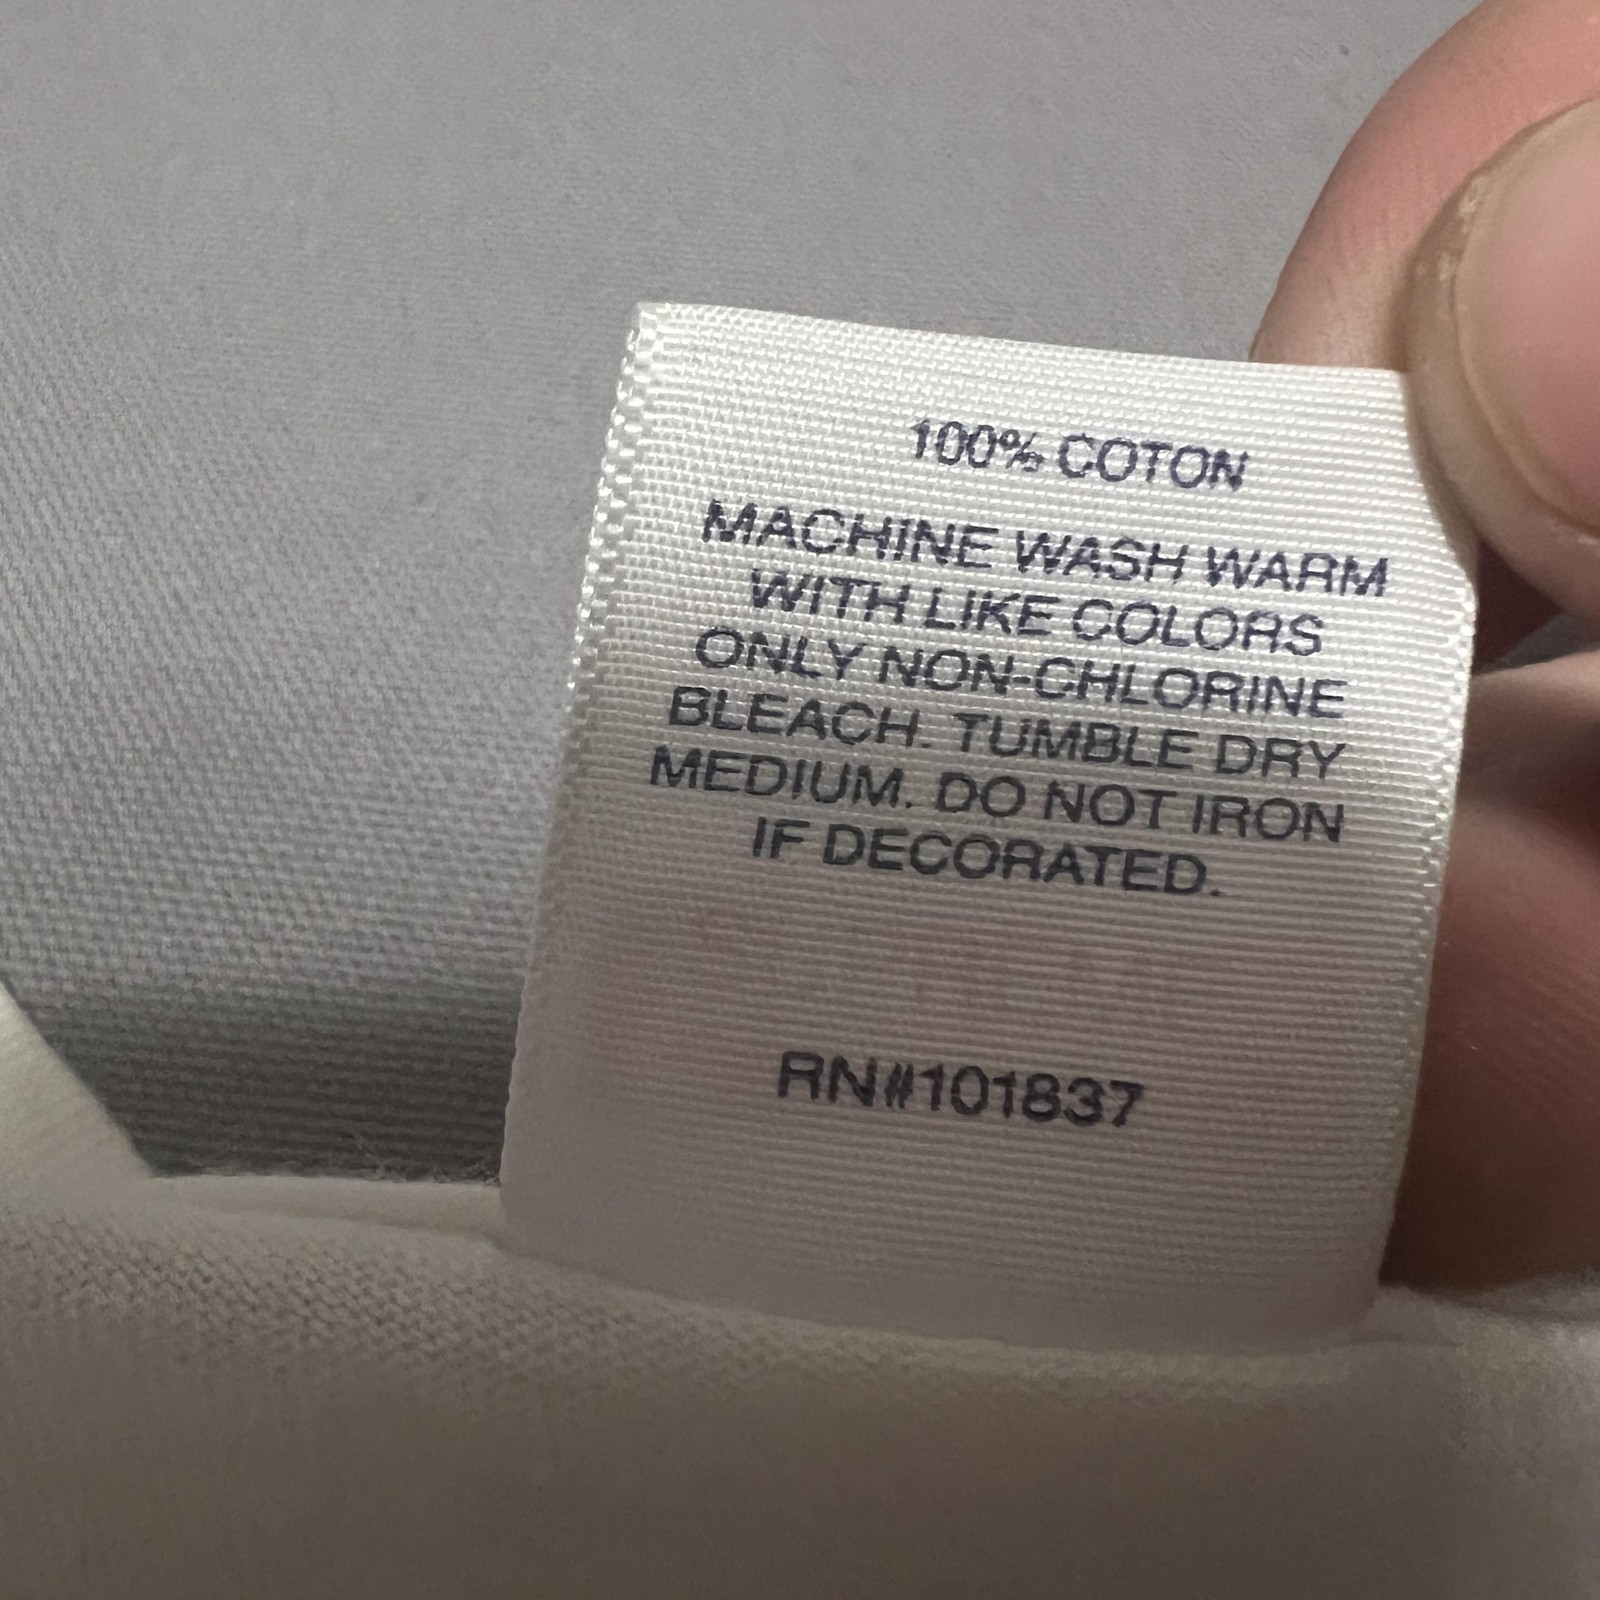 100% COTON
MACHINE WASH WARM
WITH LIKE COLORS
ONLY NON-CHLORINE
BLEACH. TUMBLE DRY
MEDIUM. DO NOT IRON
IF DECORATED.
RN#101837